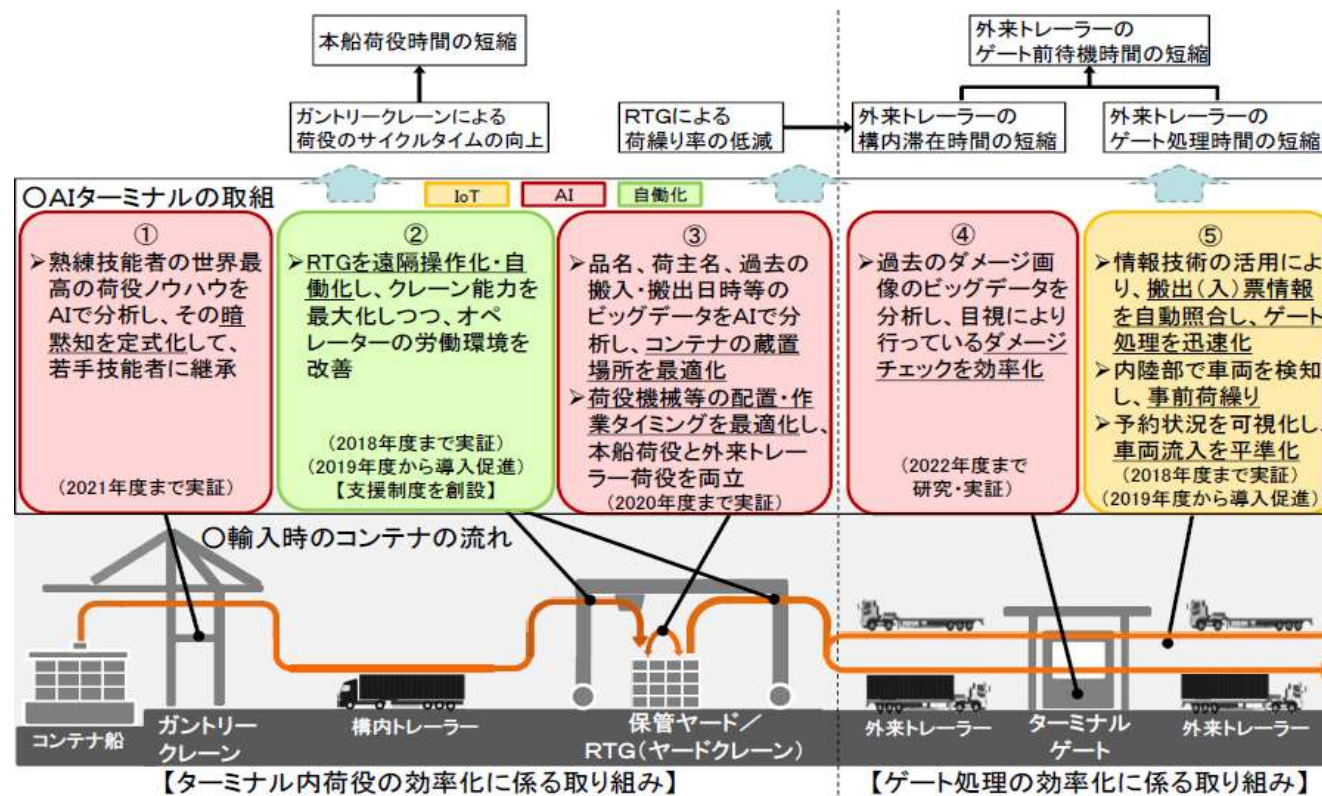 本船荷役時間の短縮
外来トレーラーの
ゲート前待機時間の短縮
ガントリークレーンによる
荷役のサイクルタイムの向上
RTGによる
荷繰り率の低減
外来トレーラーの
構内滞在時間の短縮
外来トレーラーの
ゲート処理時間の短縮
○AIターミナルの取組
IoT
AI
自働化
①
➢熟練技能者の世界最
高の荷役ノウハウを
AIで分析し、その暗
黙知を定式化して、
若手技能者に継承
(2021年度まで実証)
②
➢RTGを遠隔操作化・自
働化し、クレーン能力を
最大化しつつ、オペ
レーターの労働環境を
改善
(2018年度まで実証)
(2019年度から導入促進)
【支援制度を創設】
③
➢品名、荷主名、過去の
搬入・搬出日時等の
ビッグデータをAIで分
析し、コンテナの蔵置
場所を最適化
➢荷役機械等の配置・作
業タイミングを最適化し、
本船荷役と外来トレー
ラー荷役を両立
(2020年度まで実証)
④
➢過去のダメージ画
像のビッグデータを
分析し、目視により
行っているダメージ
チェックを効率化
(2022年度まで
研究・実証)
⑤
➢情報技術の活用によ
り、搬出(入)票情報
を自動照合し、ゲート
処理を迅速化
➢内陸部で車両を検知
し、事前荷繰り
➢予約状況を可視化し、
車両流入を平準化
(2018年度まで実証)
(2019年度から導入促進)
○輸入時のコンテナの流れ
コンテナ船
ガントリー
クレーン
構内トレーラー
保管ヤード/
RTG(ヤードクレーン)
外来トレーラー
ターミナル
ゲート
外来トレーラー
【ターミナル内荷役の効率化に係る取り組み】
【ゲート処理の効率化に係る取り組み】